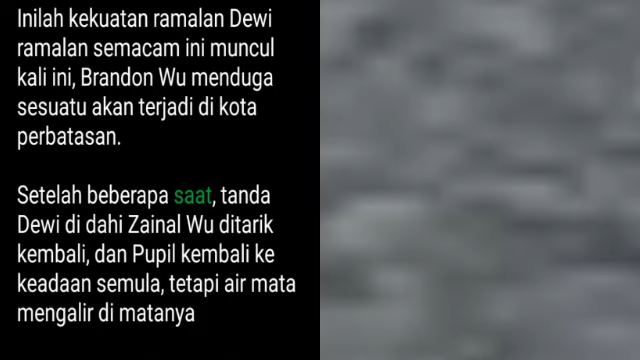 Inilah kekuatan ramalan Dewi
ramalan semacam ini muncul
kali ini, Brandon Wu menduga
sesuatu akan terjadi di kota
perbatasan.
Setelah beberapa saat, tanda
Dewi di dahi Zainal Wu ditarik
kembali, dan Pupil kembali ke
keadaan semula, tetapi air mata
mengalir di matanya